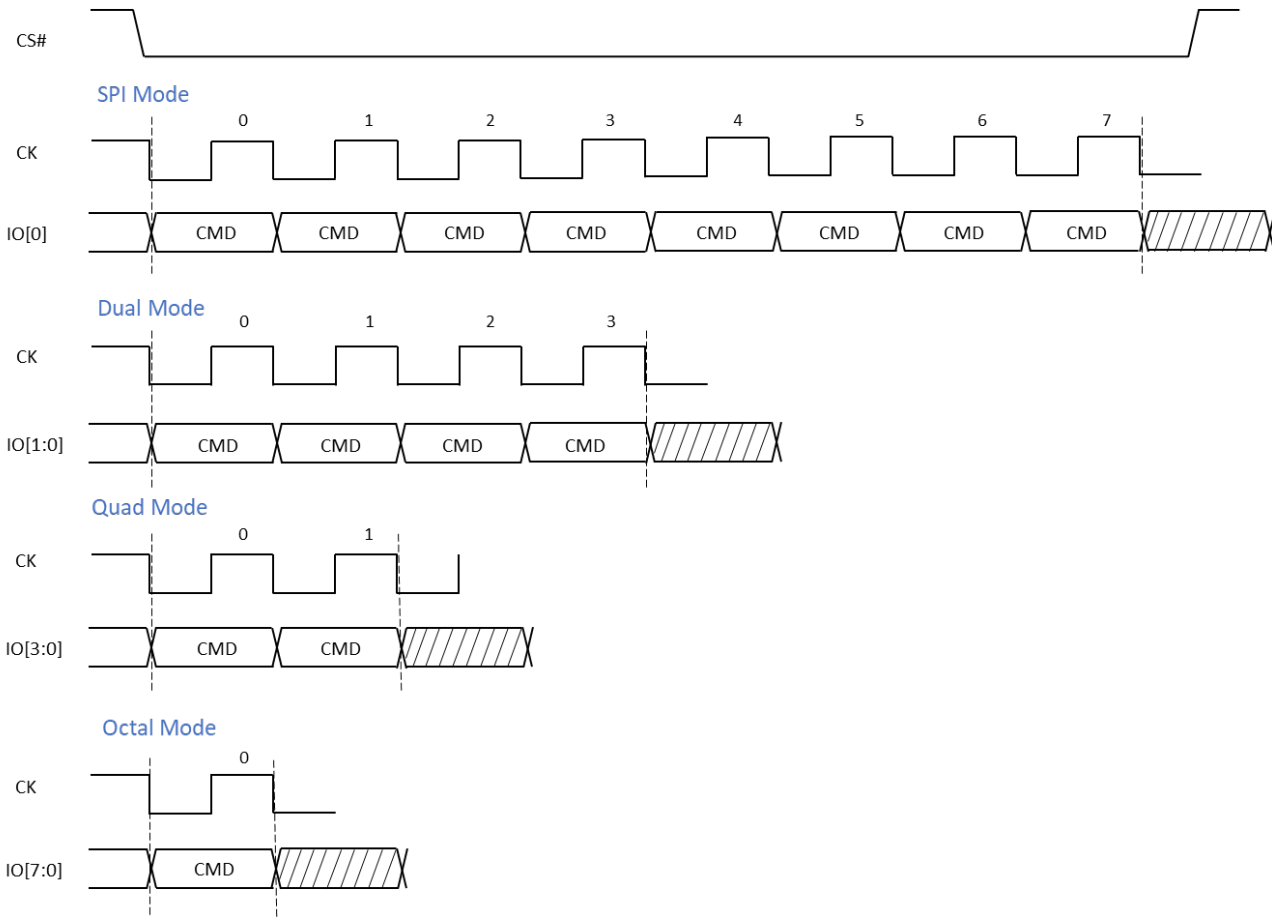 CS#
SPI Mode
0 1 2 3 4 5 6 7
CK
IO[0] CMD CMD CMD CMD CMD CMD CMD CMD
Dual Mode
0 1 2 3
CK
IO[1:0] CMD CMD CMD CMD
Quad Mode
0 1
CK
IO[3:0] CMD CMD
Octal Mode
0
CK
IO[7:0] CMD